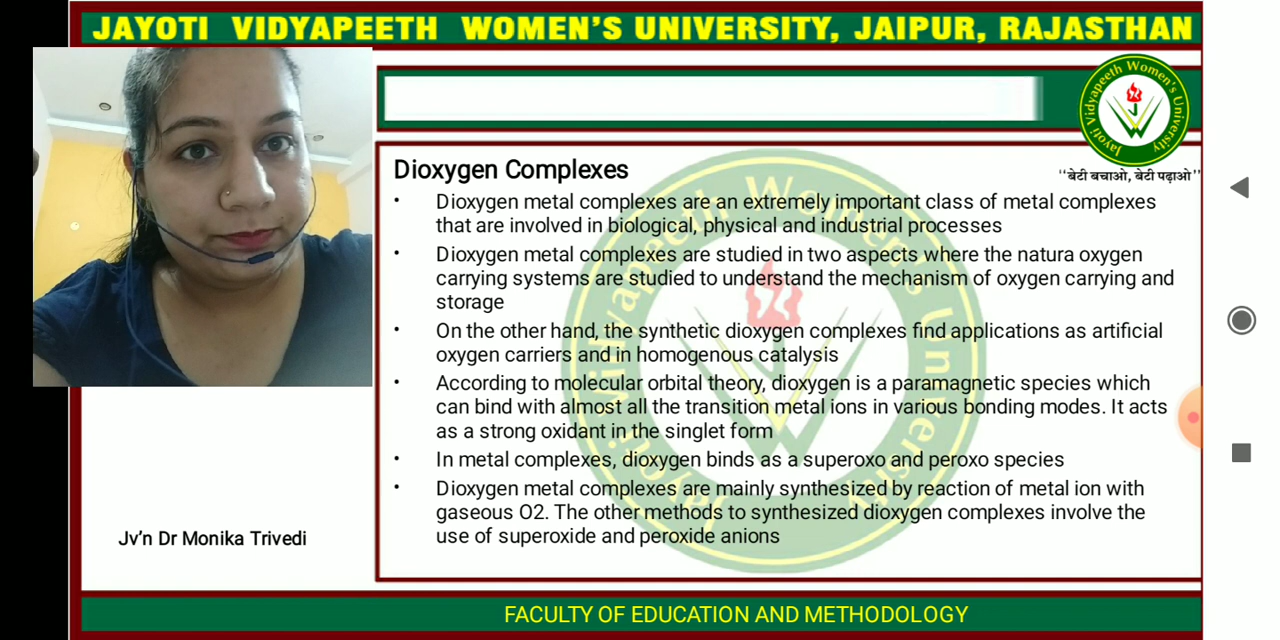 JAYOTI VIDYAPEETH WOMEN'S UNIVERSITY, JAIPUR, RAJASTHAN
Jayoti Vidyapeeth Women's University
"बेटी बचाओ, बेटी पढ़ाओ"
Dioxygen Complexes
• Dioxygen metal complexes are an extremely important class of metal complexes
that are involved in biological, physical and industrial processes
• Dioxygen metal complexes are studied in two aspects where the natura oxygen
carrying systems are studied to understand the mechanism of oxygen carrying and
storage
• On the other hand, the synthetic dioxygen complexes find applications as artificial
oxygen carriers and in homogenous catalysis
• According to molecular orbital theory, dioxygen is a paramagnetic species which
can bind with almost all the transition metal ions in various bonding modes. It acts
as a strong oxidant in the singlet form
• In metal complexes, dioxygen binds as a superoxo and peroxo species
• Dioxygen metal complexes are mainly synthesized by reaction of metal ion with
gaseous O2. The other methods to synthesized dioxygen complexes involve the
use of superoxide and peroxide anions
Jayoti Vidyapeeth Women's University
Jv'n Dr Monika Trivedi
FACULTY OF EDUCATION AND METHODOLOGY